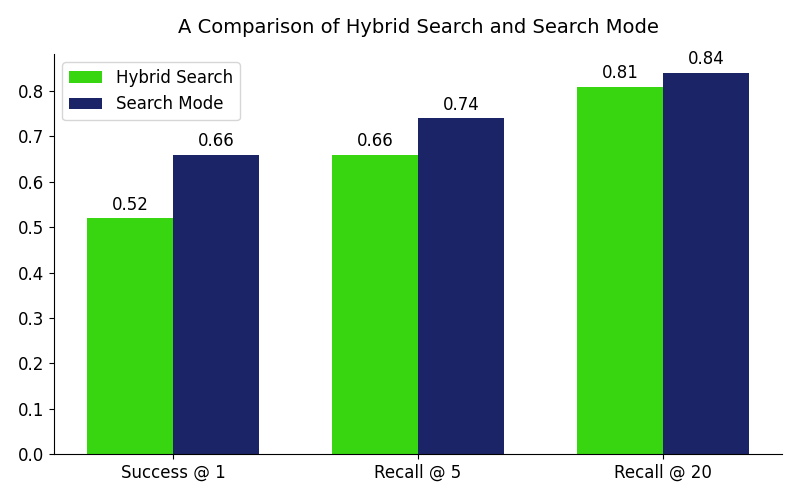 A Comparison of Hybrid Search and Search Mode
Hybrid Search
Search Mode
0.52
0.66
0.66
0.74
0.81
0.84
0.8
0.7
0.6
0.5
0.4
0.3
0.2
0.1
0.0
Success @ 1
Recall @ 5
Recall @ 20